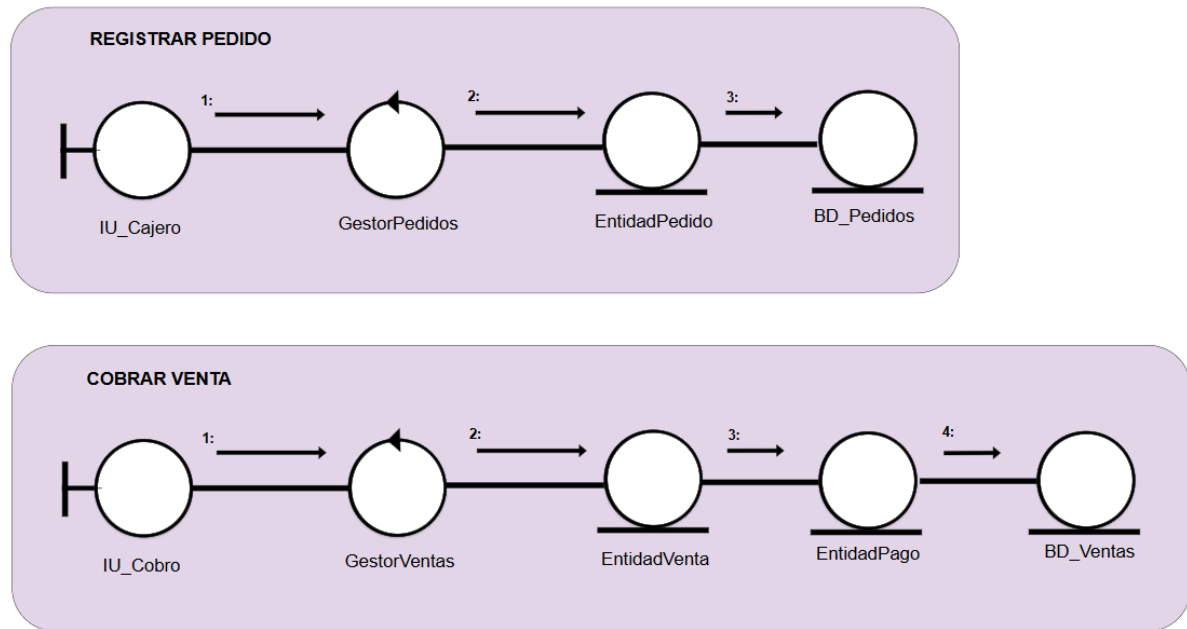 REGISTRAR PEDIDO
1:
2:
3:
IU_Cajero
GestorPedidos
EntidadPedido
BD_Pedidos
COBRAR VENTA
1:
2:
3:
4:
IU_Cobro
GestorVentas
EntidadVenta
EntidadPago
BD_Ventas